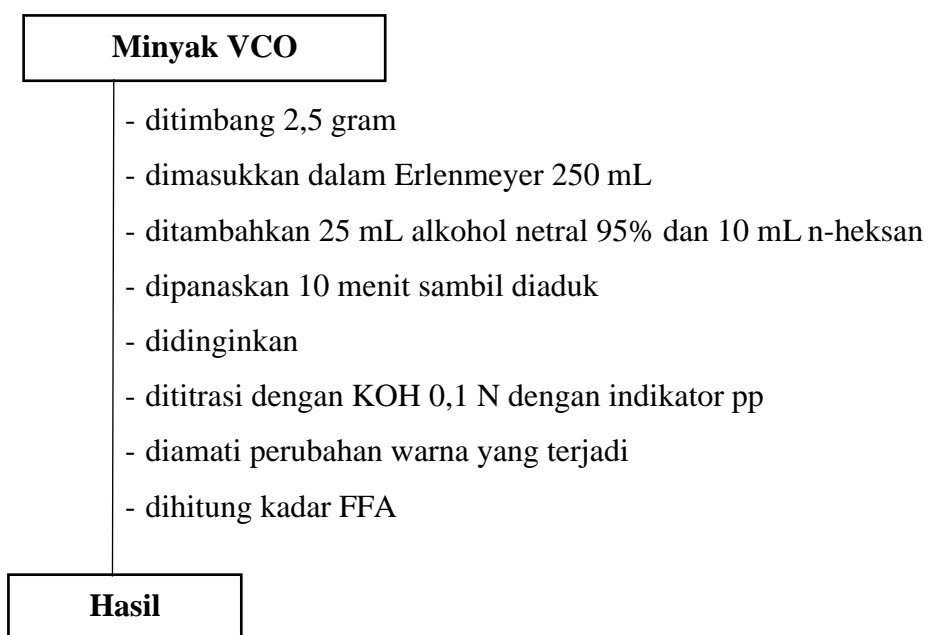 Minyak VCO
- ditimbang 2,5 gram
- dimasukkan dalam Erlenmeyer 250 mL
- ditambahkan 25 mL alkohol netral 95% dan 10 mL n-heksan
- dipanaskan 10 menit sambil diaduk
- didinginkan
- dititrasi dengan KOH 0,1 N dengan indikator pp
- diamati perubahan warna yang terjadi
- dihitung kadar FFA
Hasil